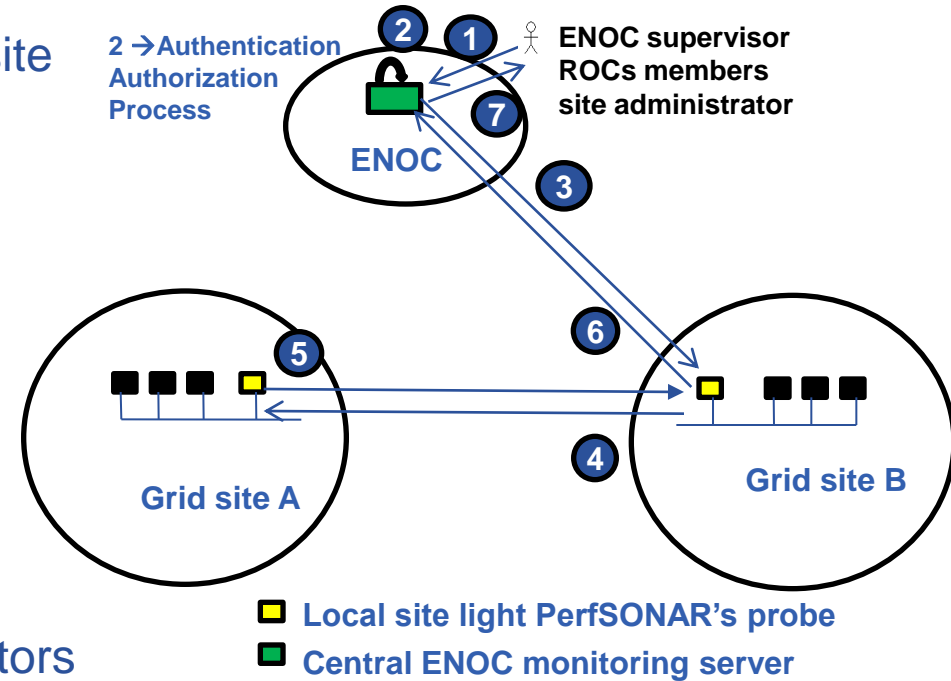 2 →Authentication
Authorization
Process
2
1
ENOC supervisor
ROCs members
site administrator
7
ENOC
3
6
5
4
Grid site A
Grid site B
Local site light PerfSONAR's probe
Central ENOC monitoring server